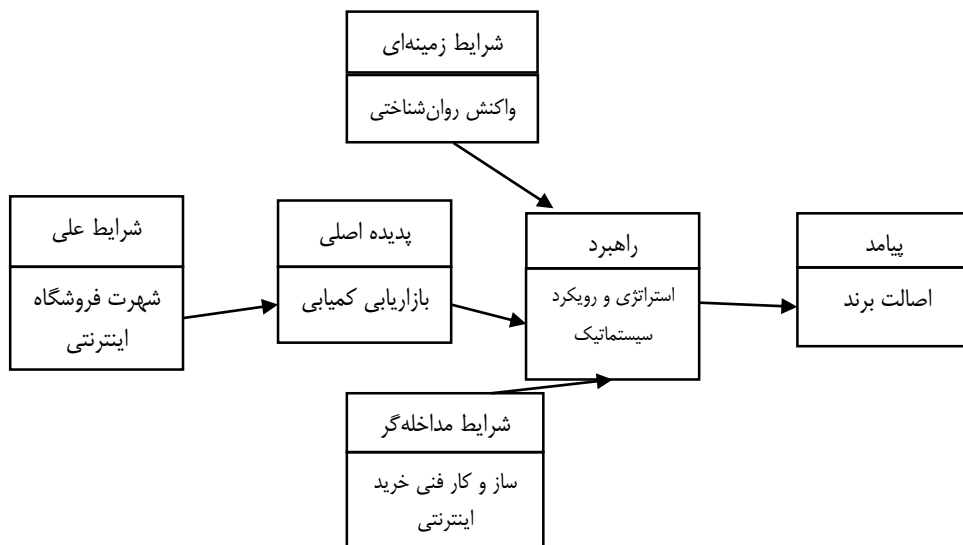 شرایط زمینه‌ای
واکنش روان‌شناختی
شرایط علی
شهرت فروشگاه
اینترنتی
پدیده اصلی
بازاریابی کمیابی
راهبرد
استراتژی و رویکرد
سیستماتیک
پیامد
اصالت برند
شرایط مداخله‌گر
ساز و کار فنی خرید
اینترنتی